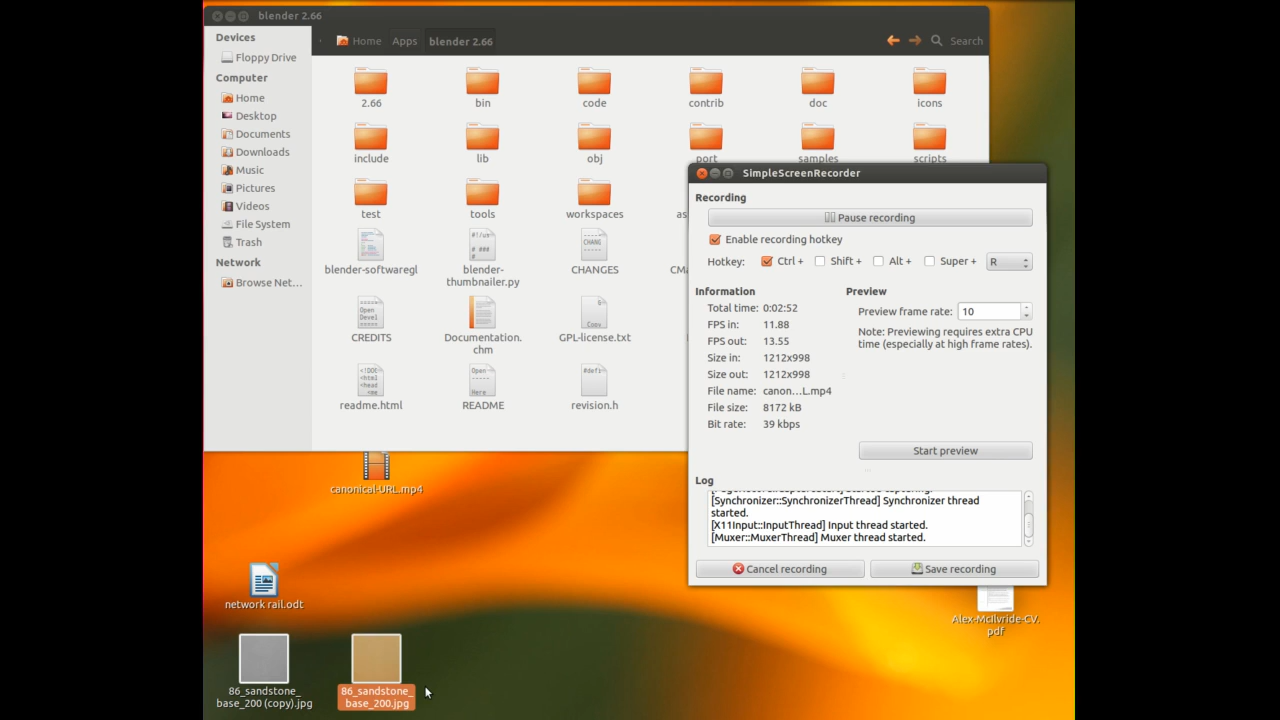 blender 2.66
Devices
Floppy Drive
Computer
Home
Desktop
Documents
Downloads
Music
Pictures
Videos
File System
Trash
Network
Browse Net...
Home Apps blender 2.66
Search
2.66 bin code contrib doc icons
include lib obj port samples scripts
test tools workspaces as
blender-softwaregl
blender-
thumbnailer.py
CHANGES
CMa
CREDITS
Documentation.
chm
GPL-license.txt
readme.html
README
revision.h
SimpleScreenRecorder
Recording
Pause recording
Enable recording hotkey
Hotkey: Ctrl + Shift + Alt + Super + R
Information
Total time: 0:02:52
FPS in: 11.88
FPS out: 13.55
Size in: 1212x998
Size out: 1212x998
File name: canon...L.mp4
File size: 8172 kB
Bit rate: 39 kbps
Preview
Preview frame rate: 10
Note: Previewing requires extra CPU
time (especially at high frame rates).
Start preview
Log
[Synchronizer::SynchronizerThread] Synchronizer thread
started.
[X11Input::InputThread] Input thread started.
[Muxer::MuxerThread] Muxer thread started.
Cancel recording
Save recording
canonical-URL.mp4
network rail.odt
Alex-McIlvride-CV.
pdf
86_sandstone_
base_200 (copy).jpg
86_sandstone_
base_200.jpg